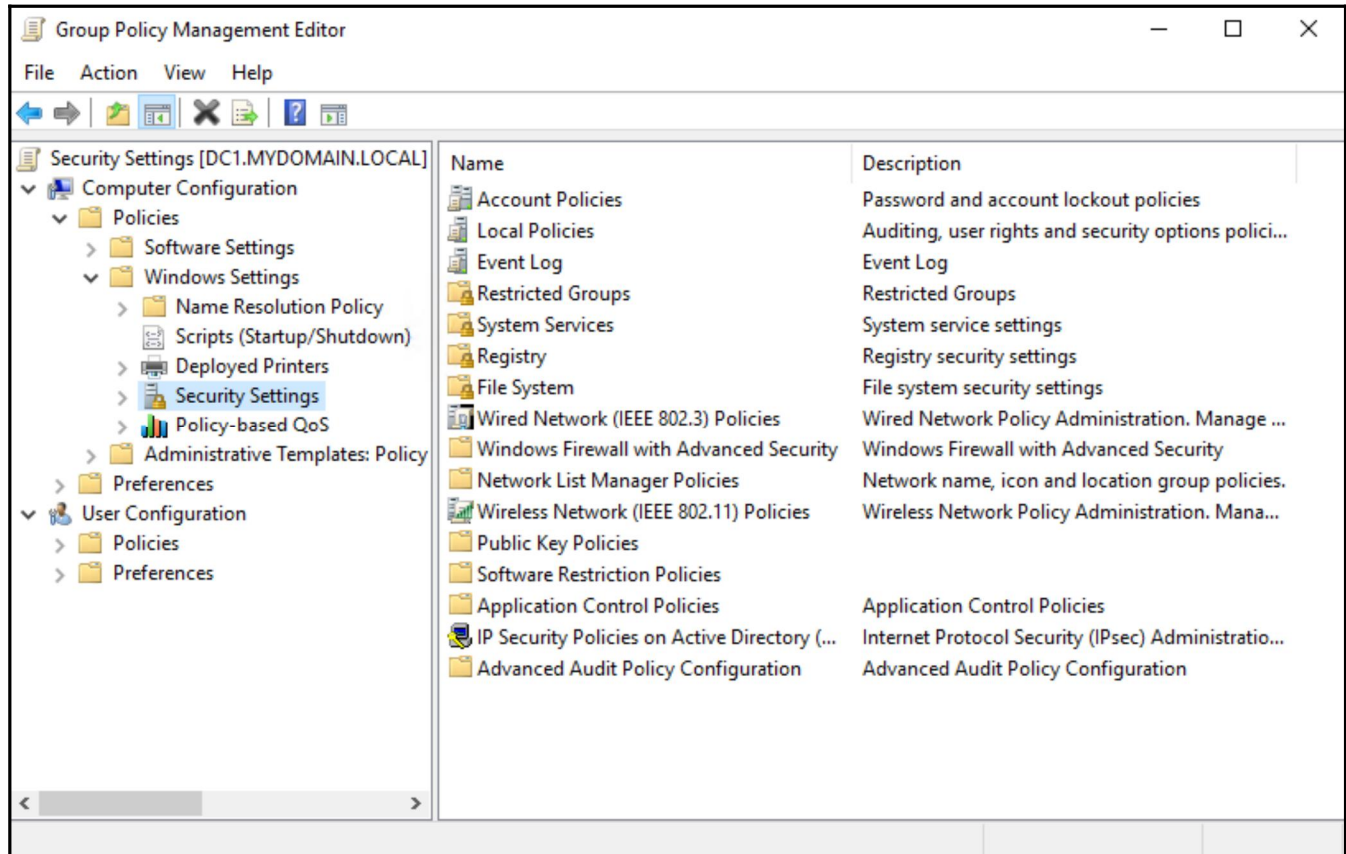 Group Policy Management Editor
File Action View Help
Security Settings [DC1.MYDOMAIN.LOCAL]
Computer Configuration
Policies
Software Settings
Windows Settings
Name Resolution Policy
Scripts (Startup/Shutdown)
Deployed Printers
Security Settings
Policy-based QoS
Administrative Templates: Policy
Preferences
User Configuration
Policies
Preferences
Name Description
Account Policies Password and account lockout policies
Local Policies Auditing, user rights and security options polici...
Event Log Event Log
Restricted Groups Restricted Groups
System Services System service settings
Registry Registry security settings
File System File system security settings
Wired Network (IEEE 802.3) Policies Wired Network Policy Administration. Manage ...
Windows Firewall with Advanced Security Windows Firewall with Advanced Security
Network List Manager Policies Network name, icon and location group policies.
Wireless Network (IEEE 802.11) Policies Wireless Network Policy Administration. Mana...
Public Key Policies
Software Restriction Policies
Application Control Policies Application Control Policies
IP Security Policies on Active Directory (... Internet Protocol Security (IPsec) Administratio...
Advanced Audit Policy Configuration Advanced Audit Policy Configuration